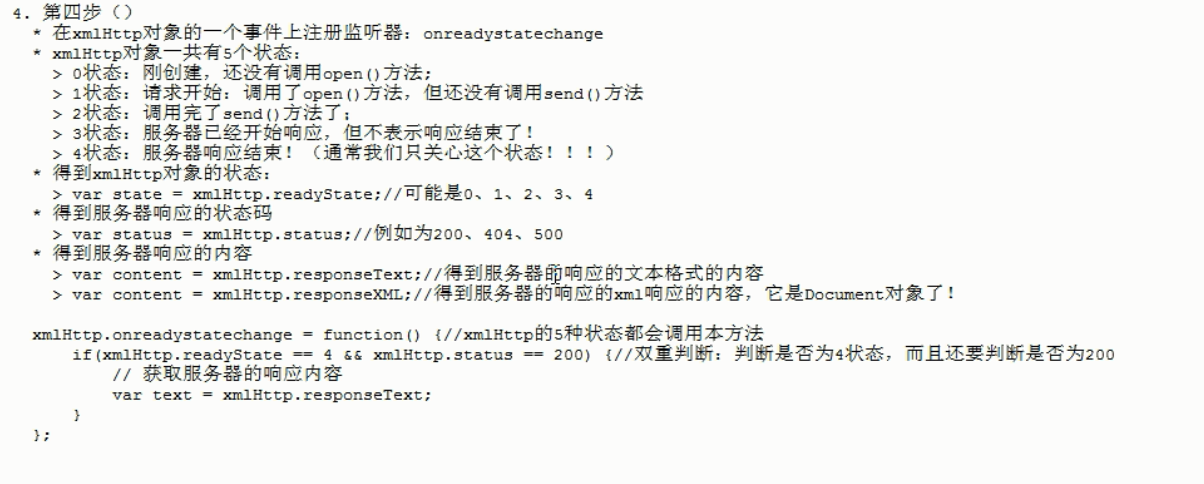 4. 第四步（）
* 在xmlHttp对象的一个事件上注册监听器：onreadystatechange
* xmlHttp对象一共有5个状态：
> 0状态：刚创建，还没有调用open()方法;
> 1状态：请求开始：调用了open()方法，但还没有调用send()方法
> 2状态：调用完了send()方法了；
> 3状态：服务器已经开始响应，但不表示响应结束了！
> 4状态：服务器响应结束！（通常我们只关心这个状态！！！）
* 得到xmlHttp对象的状态：
> var state = xmlHttp.readyState;//可能是0、1、2、3、4
* 得到服务器响应的状态码
> var status = xmlHttp.status;//例如为200、404、500
* 得到服务器响应的内容
> var content = xmlHttp.responseText;//得到服务器的响应的文本格式的内容
> var content = xmlHttp.responseXML;//得到服务器的响应的xml响应的内容，它是Document对象了！
xmlHttp.onreadystatechange = function() {//xmlHttp的5种状态都会调用本方法
if(xmlHttp.readyState == 4 && xmlHttp.status == 200) {//双重判断：判断是否为4状态，而且还要判断是否为200
// 获取服务器的响应内容
var text = xmlHttp.responseText;
}
};